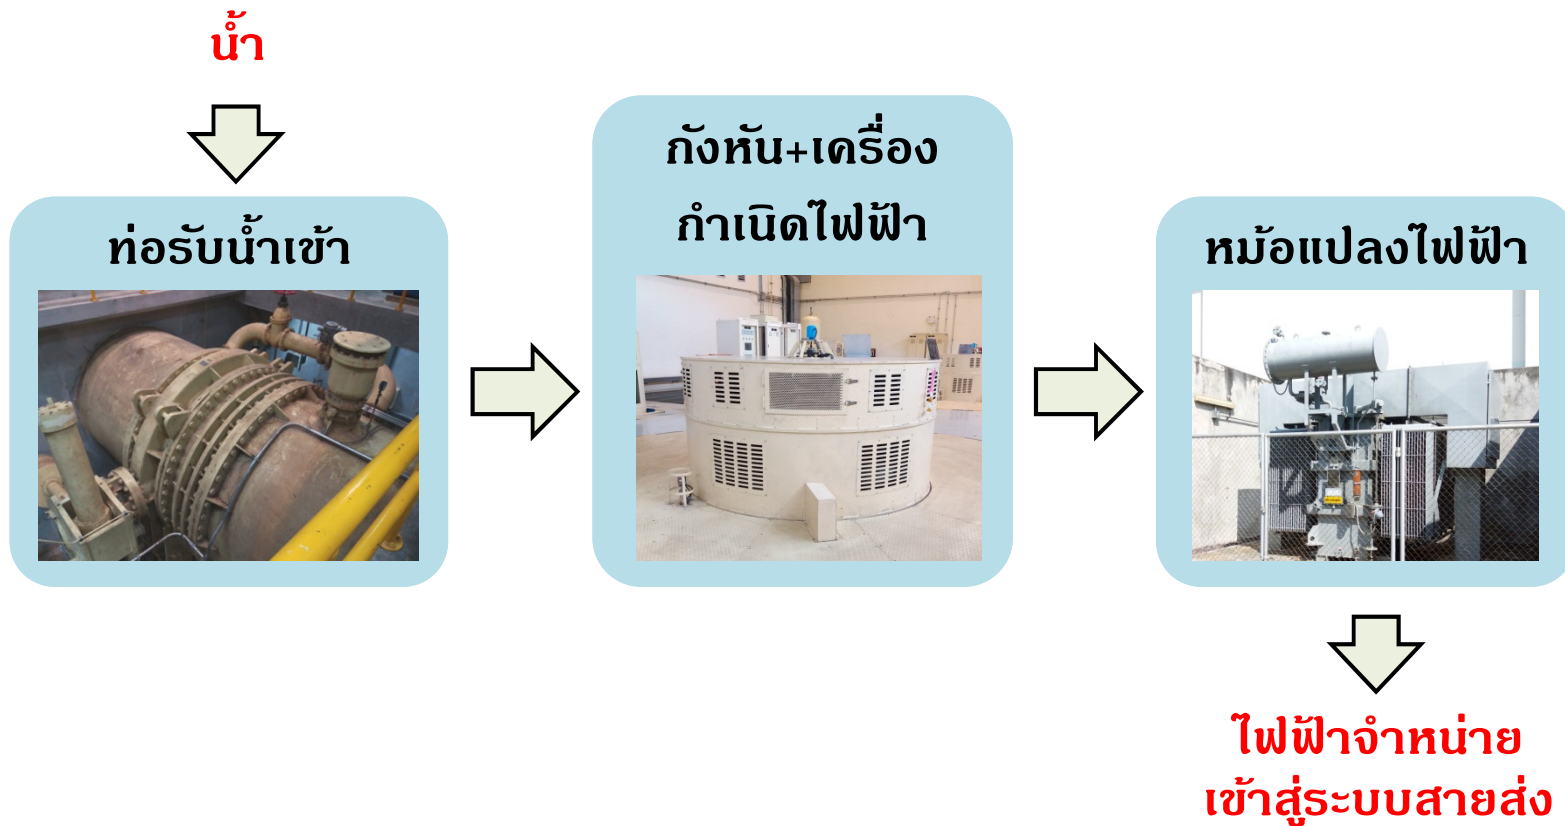 น้ำ
ท่อรับน้ำเข้า
กังหัน+เครื่อง
กำเนิดไฟฟ้า
หม้อแปลงไฟฟ้า
ไฟฟ้าจำหน่าย
เข้าสู่ระบบสายส่ง